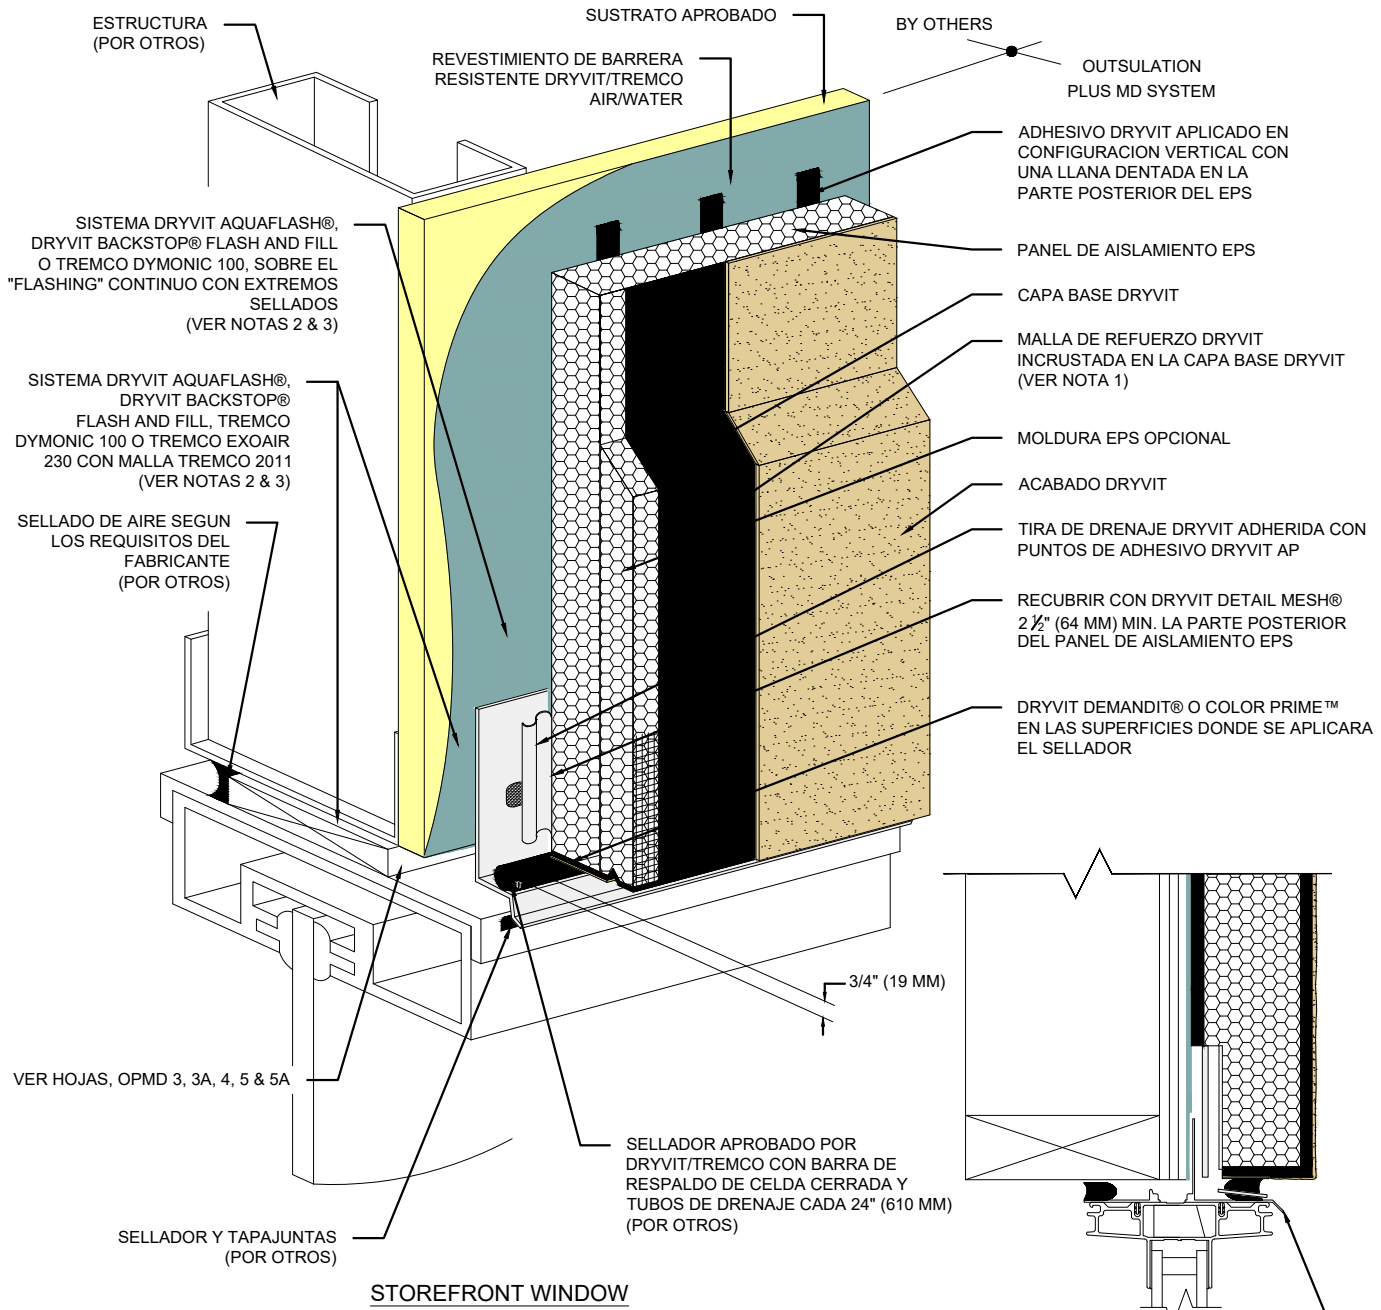 ESTRUCTURA
(POR OTROS)
SUSTRATO APROBADO
BY OTHERS
OUTSULATION
PLUS MD SYSTEM
REVESTIMIENTO DE BARRERA
RESISTENTE DRYVIT/TREMCO
AIR/WATER
ADHESIVO DRYVIT APLICADO EN
CONFIGURACION VERTICAL CON
UNA LLANA DENTADA EN LA
PARTE POSTERIOR DEL EPS
SISTEMA DRYVIT AQUAFLASH®,
DRYVIT BACKSTOP® FLASH AND FILL
O TREMCO DYMONIC 100, SOBRE EL
"FLASHING" CONTINUO CON EXTREMOS
SELLADOS
(VER NOTAS 2 & 3)
PANEL DE AISLAMIENTO EPS
CAPA BASE DRYVIT
MALLA DE REFUERZO DRYVIT
INCRUSTADA EN LA CAPA BASE DRYVIT
(VER NOTA 1)
SISTEMA DRYVIT AQUAFLASH®,
DRYVIT BACKSTOP®
FLASH AND FILL, TREMCO
DYMONIC 100 O TREMCO EXOAIR
230 CON MALLA TREMCO 2011
(VER NOTAS 2 & 3)
MOLDURA EPS OPCIONAL
ACABADO DRYVIT
SELLADO DE AIRE SEGUN
LOS REQUISITOS DEL
FABRICANTE
(POR OTROS)
TIRA DE DRENAJE DRYVIT ADHERIDA CON
PUNTOS DE ADHESIVO DRYVIT AP
RECUBRIR CON DRYVIT DETAIL MESH®
2 ½" (64 MM) MIN. LA PARTE POSTERIOR
DEL PANEL DE AISLAMIENTO EPS
DRYVIT DEMANDIT® O COLOR PRIME™
EN LAS SUPERFICIES DONDE SE APLICARA
EL SELLADOR
3/4" (19 MM)
VER HOJAS, OPMD 3, 3A, 4, 5 & 5A
SELLADOR APROBADO POR
DRYVIT/TREMCO CON BARRA DE
RESPALDO DE CELDA CERRADA Y
TUBOS DE DRENAJE CADA 24" (610 MM)
(POR OTROS)
SELLADOR Y TAPAJUNTAS
(POR OTROS)
STOREFRONT WINDOW